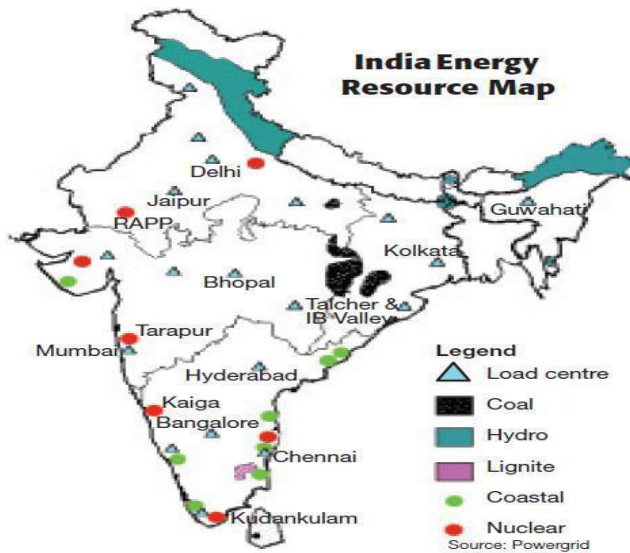 India Energy
Resource Map
Delhi
Jaipur
RAPP
Guwahati
Kolkata
Bhopal
Talcher &
IB Valley
Tarapur
Mumbai
Hyderabad
Kaiga
Bangalore
Chennai
Kudankulam
Legend
Load centre
Coal
Hydro
Lignite
Coastal
Nuclear
Source: Powergrid